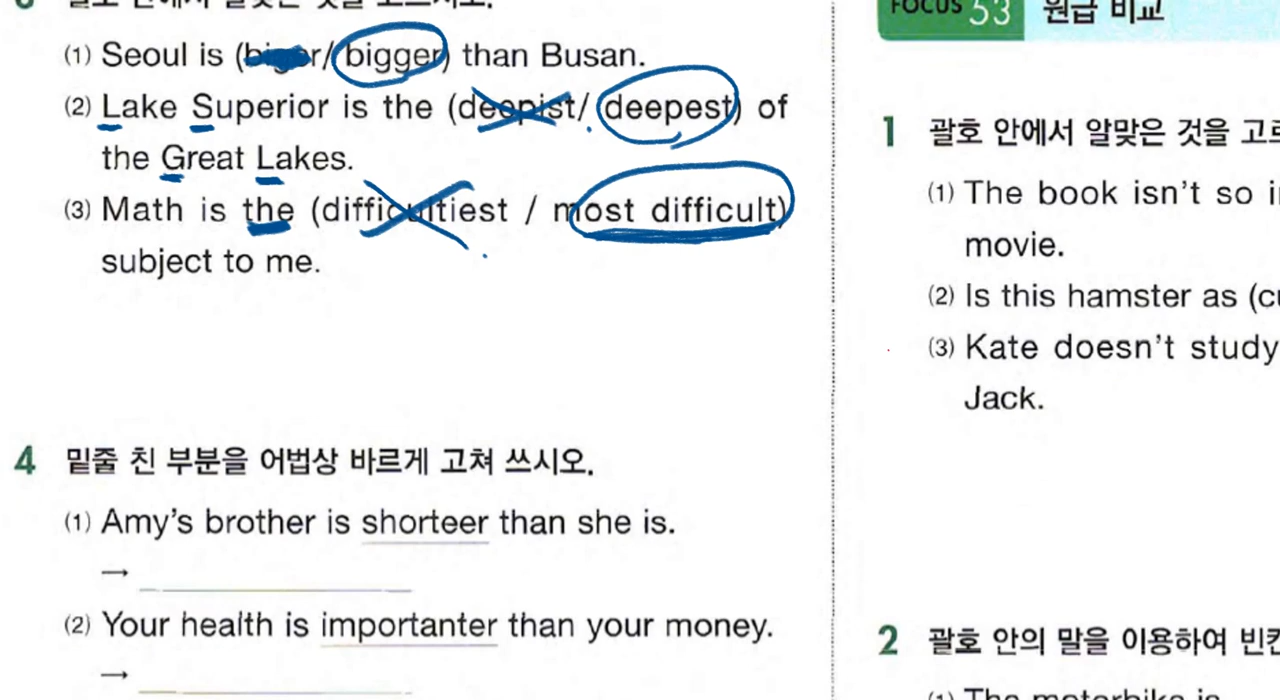 (1) Seoul is (biger/ bigger) than Busan.
(2) Lake Superior is the (deepist/ deepest) of
the Great Lakes.
(3) Math is the (difficultiest / most difficult)
subject to me.
4 밑줄 친 부분을 어법상 바르게 고쳐 쓰시오.
(1) Amy's brother is shorteer than she is.
→
(2) Your health is importanter than your money.
→
FOCUS 53 원급 비교
1 괄호 안에서 알맞은 것을
(1) The book isn't so
movie.
(2) Is this hamster as
(3) Kate doesn't study
Jack.
2 괄호 안의 말을 이용하여
(1) The motorbike is